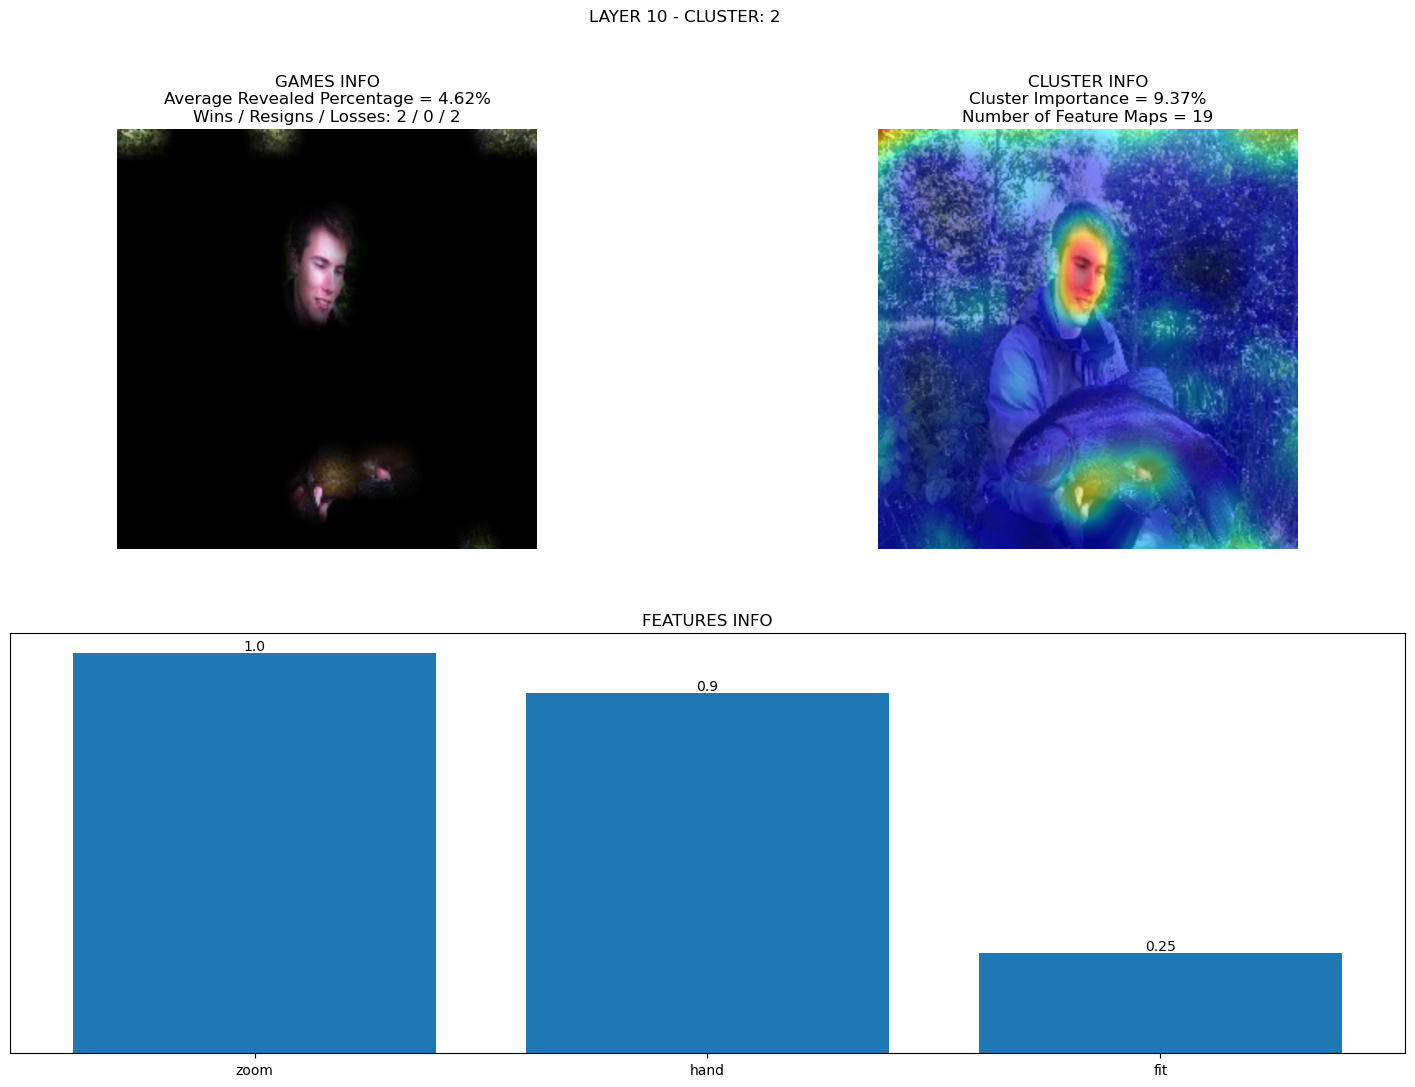 LAYER 10 - CLUSTER: 2
GAMES INFO
Average Revealed Percentage = 4.62%
Wins / Resigns / Losses: 2 / 0 / 2
CLUSTER INFO
Cluster Importance = 9.37%
Number of Feature Maps = 19
FEATURES INFO
1.0
0.9
0.25
zoom
hand
fit